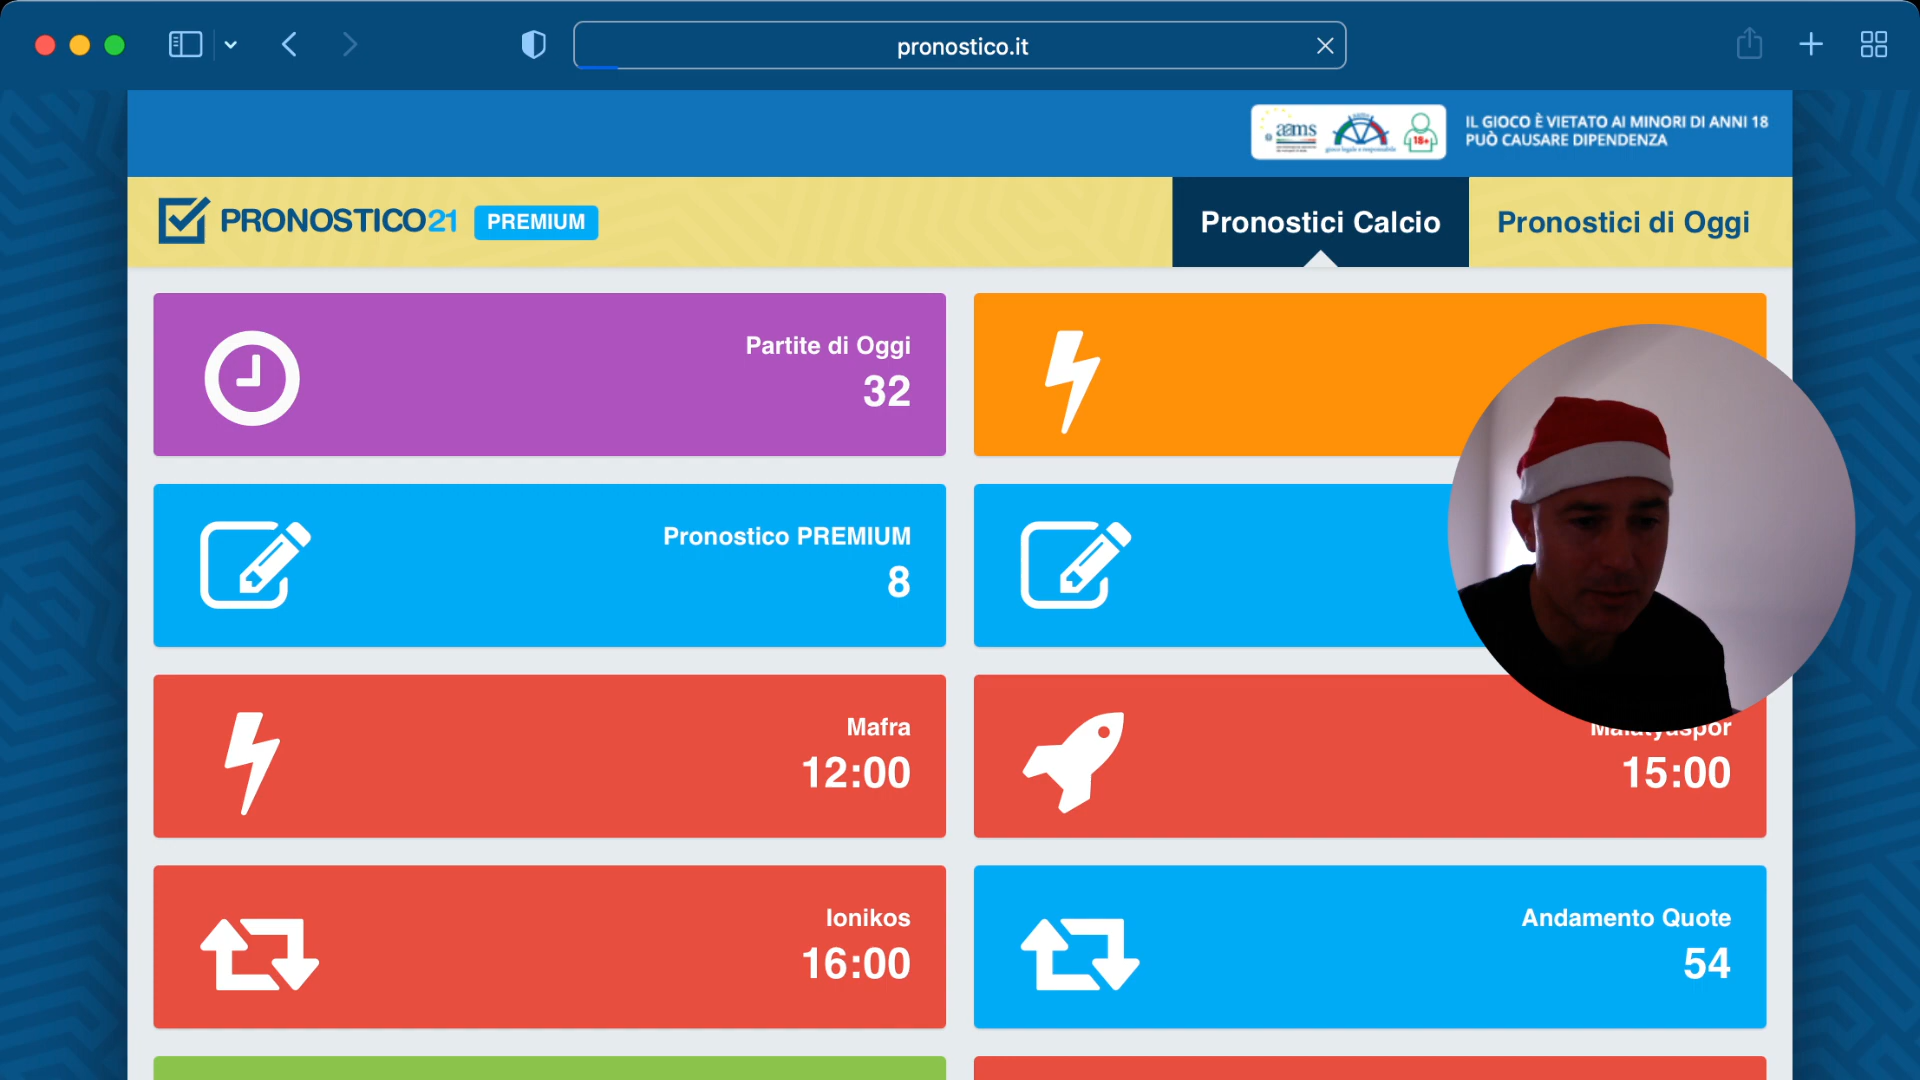 pronostico.it
aams
18+
IL GIOCO È VIETATO AI MINORI DI ANNI 18
PUÒ CAUSARE DIPENDENZA
PRONOSTICO21 PREMIUM
Pronostici Calcio
Pronostici di Oggi
Partite di Oggi
32
Pronostico PREMIUM
8
Mafra
12:00
Malatyaspor
15:00
Ionikos
16:00
Andamento Quote
54